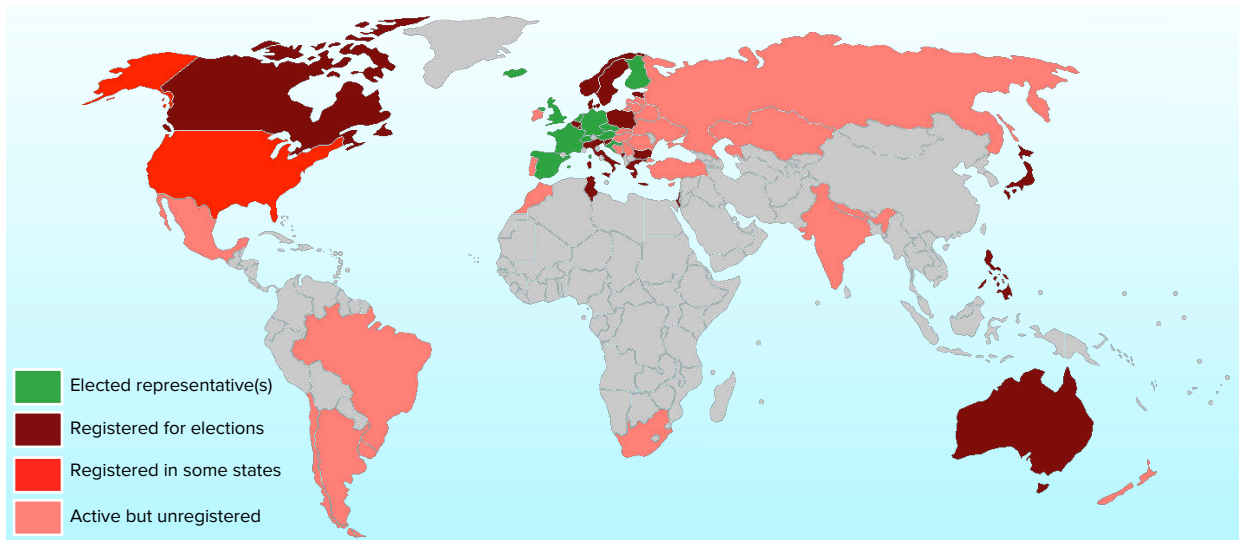 Elected representative(s)
Registered for elections
Registered in some states
Active but unregistered